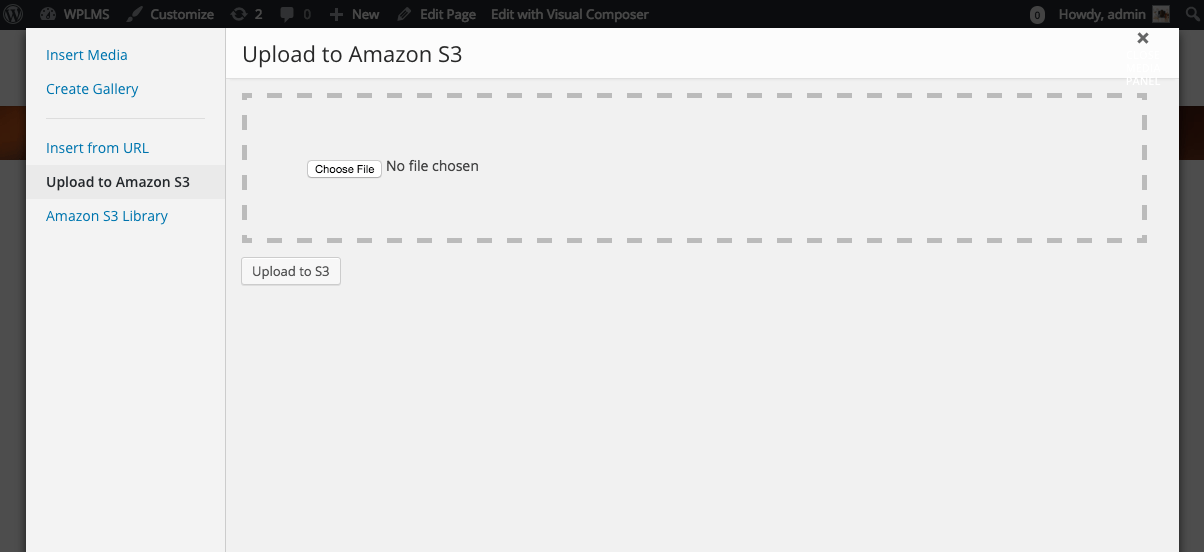 WPLMS Customize 2 0 New Edit Page Edit with Visual Composer 0 Howdy, admin
Insert Media
Create Gallery
Insert from URL
Upload to Amazon S3
Amazon S3 Library
Upload to Amazon S3
PANEL
Choose File No file chosen
Upload to S3